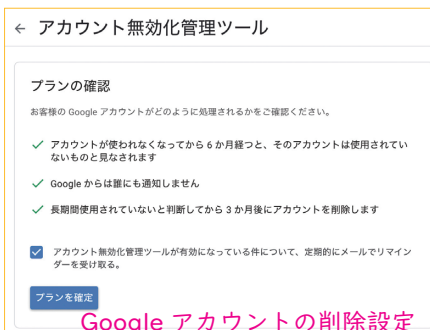 ← アカウント無効化管理ツール
プランの確認
お客様の Google アカウントがどのように処理されるかをご確認ください。
アカウントが使われなくなってから 6 か月経つと、そのアカウントは使用されてい
ないものと見なされます
Google からは誰にも通知しません
長期間使用されていないと判断してから 3 か月後にアカウントを削除します
アカウント無効化管理ツールが有効になっている件について、定期的にメールでリマイン
ダーを受け取る。
プランを確定
Google アカウントの削除設定